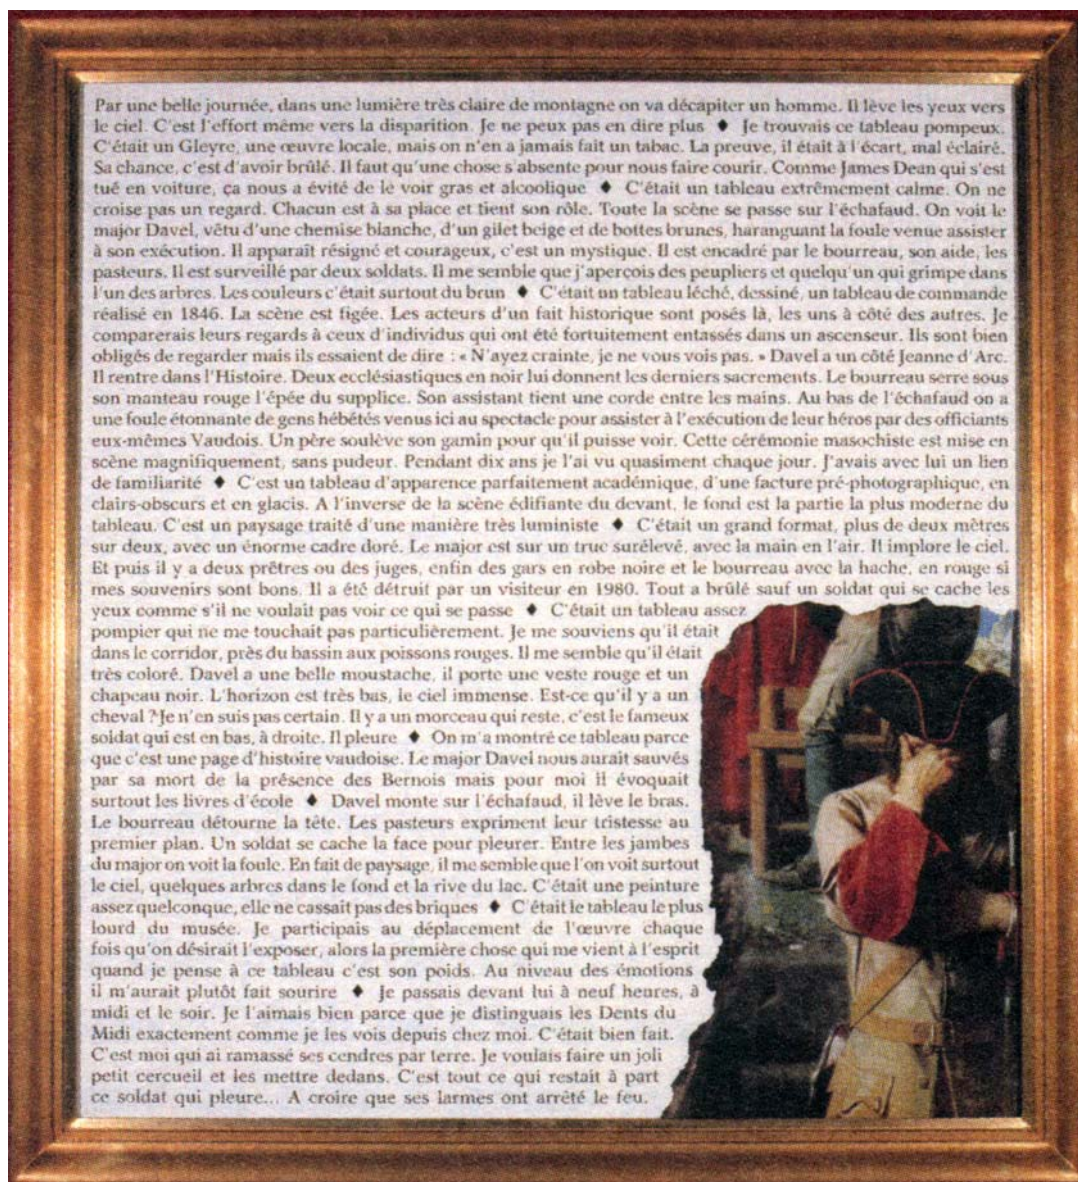 Par une belle journée, dans une lumière très claire de montagne on va décapiter un homme. Il lève les yeux vers
le ciel. C'est l'effort même vers la disparition. Je ne peux pas en dire plus ♦ Je trouvais ce tableau pompeux.
C'était un Gleyre, une œuvre locale, mais on n'en a jamais fait un tabac. La preuve, il était à l'écart, mal éclairé.
Sa chance, c'est d'avoir brûlé. Il faut qu'une chose s'absente pour nous faire courir. Comme James Dean qui s'est
tué en voiture, ça nous a évité de le voir gras et alcoolique ♦ C'était un tableau extrêmement calme. On ne
croise pas un regard. Chacun est à sa place et tient son rôle. Toute la scène se passe sur l'échafaud. On voit le
major Davel, vêtu d'une chemise blanche, d'un gilet beige et de bottes brunes, haranguant la foule venue assister
à son exécution. Il apparaît résigné et courageux, c'est un mystique. Il est encadré par le bourreau, son aide, les
pasteurs. Il est surveillé par deux soldats. Il me semble que j'aperçois des peupliers et quelqu'un qui grimpe dans
l'un des arbres. Les couleurs c'était surtout du brun ♦ C'était un tableau léché, dessiné, un tableau de commande
réalisé en 1846. La scène est figée. Les acteurs d'un fait historique sont posés là, les uns à côté des autres. Je
comparerais leurs regards à ceux d'individus qui ont été fortuitement entassés dans un ascenseur. Ils sont bien
obligés de regarder mais ils essaient de dire : « N'ayez crainte, je ne vous vois pas. » Davel a un côté Jeanne d'Arc.
Il rentre dans l'Histoire. Deux ecclésiastiques en noir lui donnent les derniers sacrements. Le bourreau serre sous
son manteau rouge l'épée du supplice. Son assistant tient une corde entre les mains. Au bas de l'échafaud on a
une foule étonnante de gens hébétés venus ici au spectacle pour assister à l'exécution de leur héros par des officiants
eux-mêmes Vaudois. Un père soulève son gamin pour qu'il puisse voir. Cette cérémonie masochiste est mise en
scène magnifiquement, sans pudeur. Pendant dix ans je l'ai vu quasiment chaque jour. J'avais avec lui un lien
de familiarité ♦ C'est un tableau d'apparence parfaitement académique, d'une facture pré-photographique, en
clairs-obscurs et en glacis. A l'inverse de la scène édifiante du devant, le fond est la partie la plus moderne du
tableau. C'est un paysage traité d'une manière très luministe ♦ C'était un grand format, plus de deux mètres
sur deux, avec un énorme cadre doré. Le major est sur un truc surélevé, avec la main en l'air. Il implore le ciel.
Et puis il y a deux prêtres ou des juges, enfin des gars en robe noire et le bourreau avec la hache, en rouge si
mes souvenirs sont bons. Il a été détruit par un visiteur en 1980. Tout a brûlé sauf un soldat qui se cache les
yeux comme s'il ne voulait pas voir ce qui se passe ♦ C'était un tableau assez
pompier qui ne me touchait pas particulièrement. Je me souviens qu'il était
dans le corridor, près du bassin aux poissons rouges. Il me semble qu'il était
très coloré. Davel a une belle moustache, il porte une veste rouge et un
chapeau noir. L'horizon est très bas, le ciel immense. Est-ce qu'il y a un
cheval ? Je n'en suis pas certain. Il y a un morceau qui reste, c'est le fameux
soldat qui est en bas, à droite. Il pleure ♦ On m'a montré ce tableau parce
que c'est une page d'histoire vaudoise. Le major Davel nous aurait sauvés
par sa mort de la présence des Bernois mais pour moi il évoquait
surtout les livres d'école ♦ Davel monte sur l'échafaud, il lève le bras.
Le bourreau détourne la tête. Les pasteurs expriment leur tristesse au
premier plan. Un soldat se cache la face pour pleurer. Entre les jambes
du major on voit la foule. En fait de paysage, il me semble que l'on voit surtout
le ciel, quelques arbres dans le fond et la rive du lac. C'était une peinture
assez quelconque, elle ne cassait pas des briques ♦ C'était le tableau le plus
lourd du musée. Je participais au déplacement de l'œuvre chaque
fois qu'on désirait l'exposer, alors la première chose qui me vient à l'esprit
quand je pense à ce tableau c'est son poids. Au niveau des émotions
il m'aurait plutôt fait sourire ♦ Je passais devant lui à neuf heures, à
midi et le soir. Je l'aimais bien parce que je distinguais les Dents du
Midi exactement comme je les vois depuis chez moi. C'était bien fait.
C'est moi qui ai ramassé ses cendres par terre. Je voulais faire un joli
petit cercueil et les mettre dedans. C'est tout ce qui restait à part
ce soldat qui pleure... A croire que ses larmes ont arrêté le feu.